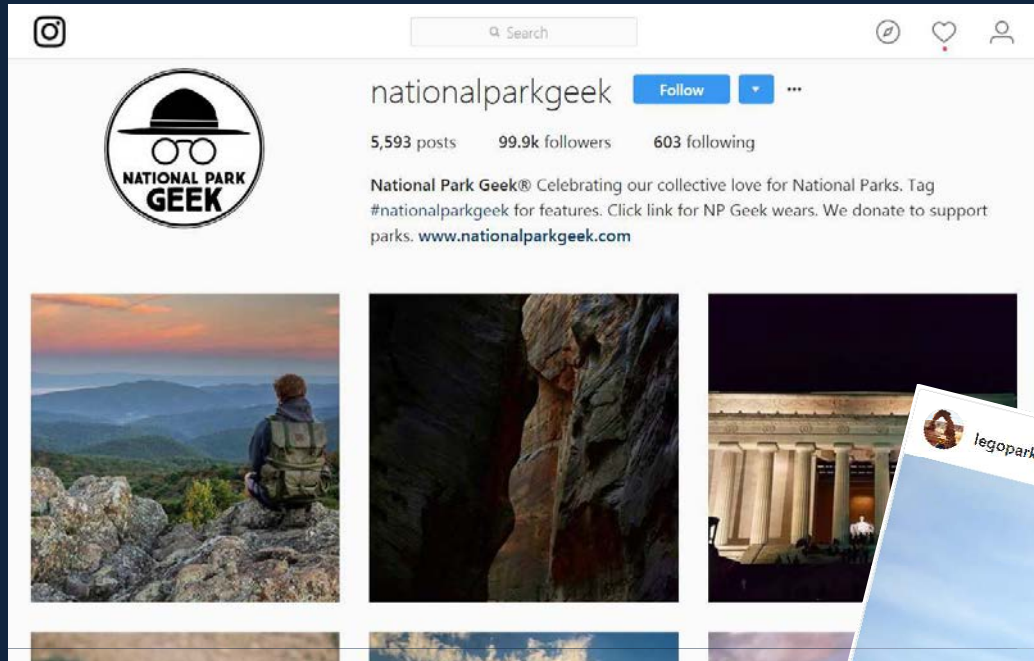 Search
nationalparkgeek Follow
5,593 posts 99.9k followers 603 following
National Park Geek® Celebrating our collective love for National Parks. Tag
#nationalparkgeek for features. Click link for NP Geek wears. We donate to support
parks. www.nationalparkgeek.com
NATIONAL PARK
GEEK
legopark